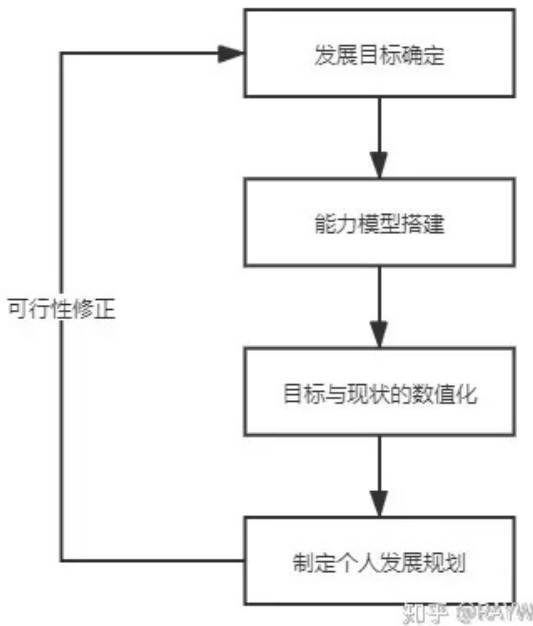 发展目标确定
能力模型搭建
可行性修正
目标与现状的数值化
制定个人发展规划
知乎 @RAYW